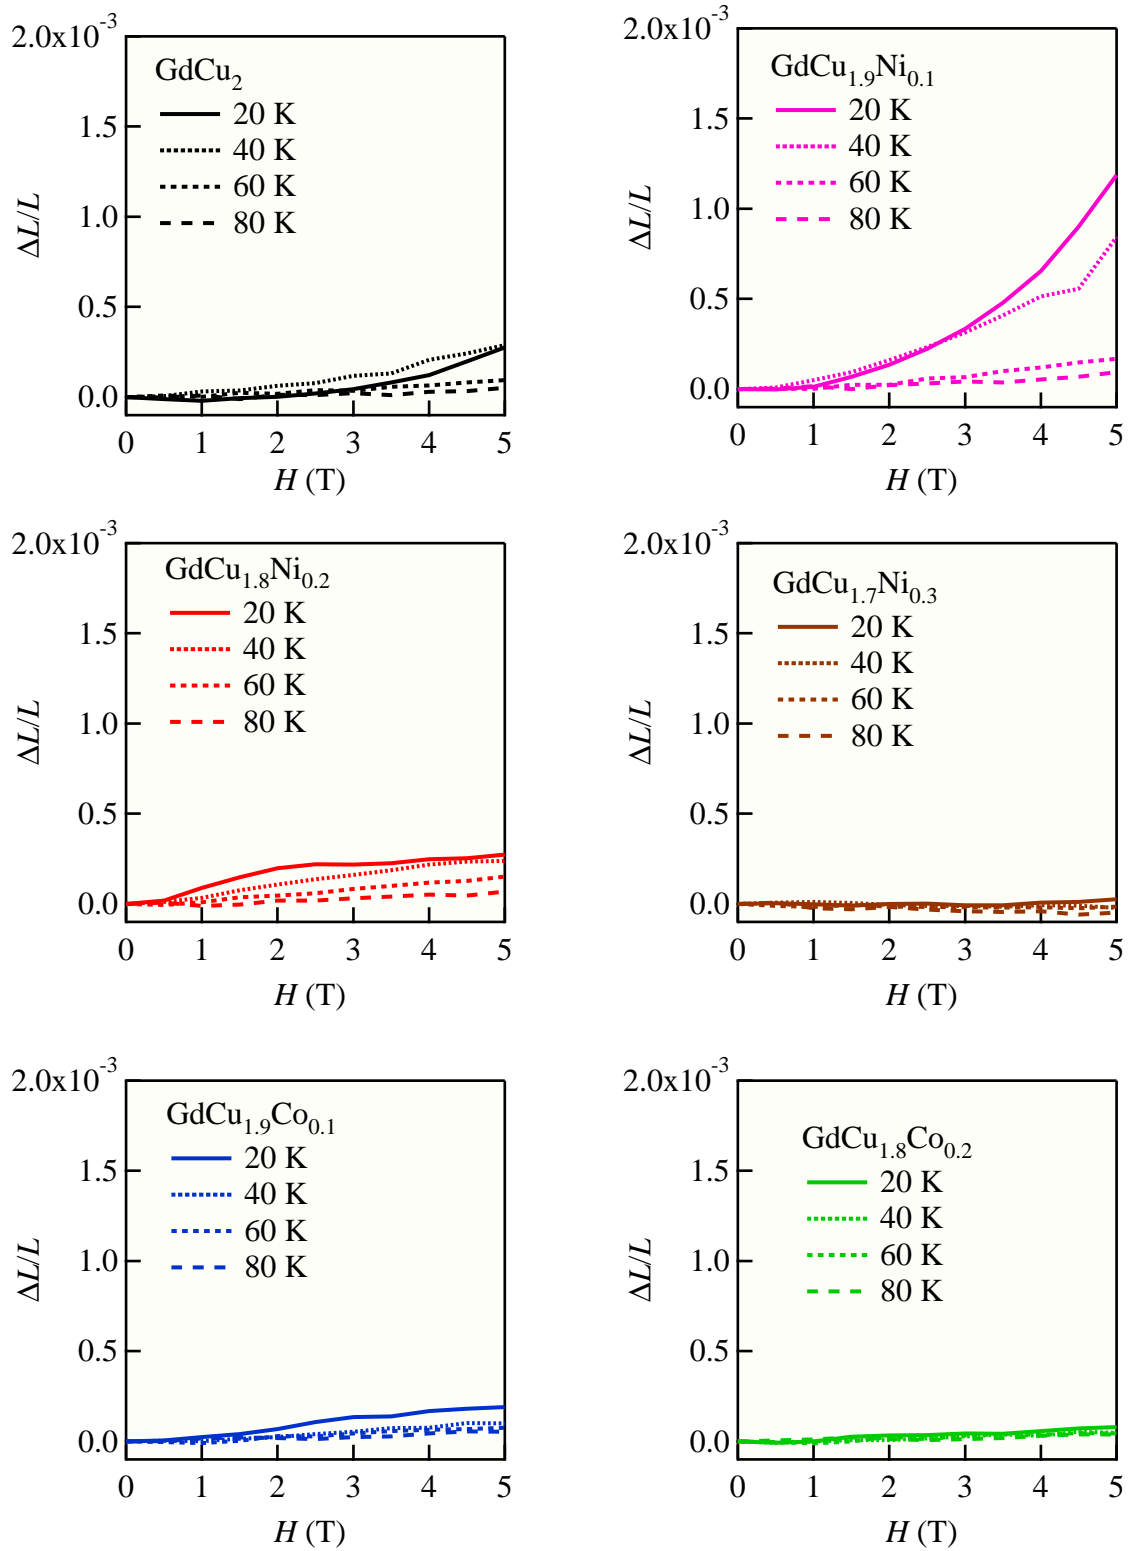 2.0x10⁻³
1.5
1.0
0.5
0.0
ΔL/L
GdCu₂
20 K
40 K
60 K
80 K
0 1 2 3 4 5
H (T)
2.0x10⁻³
1.5
1.0
0.5
0.0
ΔL/L
GdCu₁.₉Ni₀.₁
20 K
40 K
60 K
80 K
0 1 2 3 4 5
H (T)
2.0x10⁻³
1.5
1.0
0.5
0.0
ΔL/L
GdCu₁.₈Ni₀.₂
20 K
40 K
60 K
80 K
0 1 2 3 4 5
H (T)
2.0x10⁻³
1.5
1.0
0.5
0.0
ΔL/L
GdCu₁.₇Ni₀.₃
20 K
40 K
60 K
80 K
0 1 2 3 4 5
H (T)
2.0x10⁻³
1.5
1.0
0.5
0.0
ΔL/L
GdCu₁.₉Co₀.₁
20 K
40 K
60 K
80 K
0 1 2 3 4 5
H (T)
2.0x10⁻³
1.5
1.0
0.5
0.0
ΔL/L
GdCu₁.₈Co₀.₂
20 K
40 K
60 K
80 K
0 1 2 3 4 5
H (T)